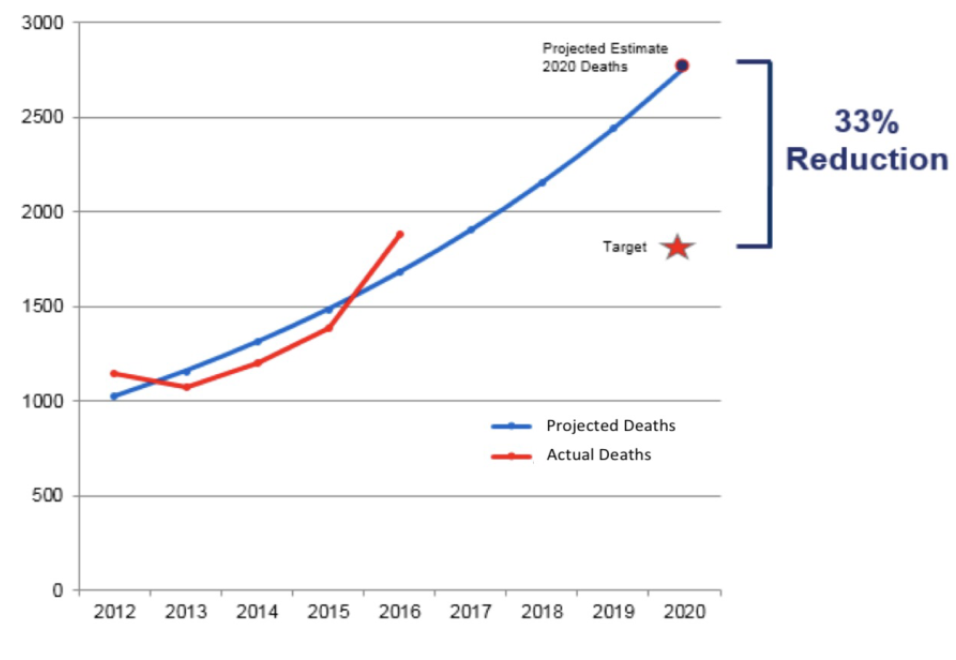 3000
Projected Estimate
2020 Deaths
2500
33%
Reduction
2000
Target
1500
1000
Projected Deaths
Actual Deaths
500
0
2012 2013 2014 2015 2016 2017 2018 2019 2020